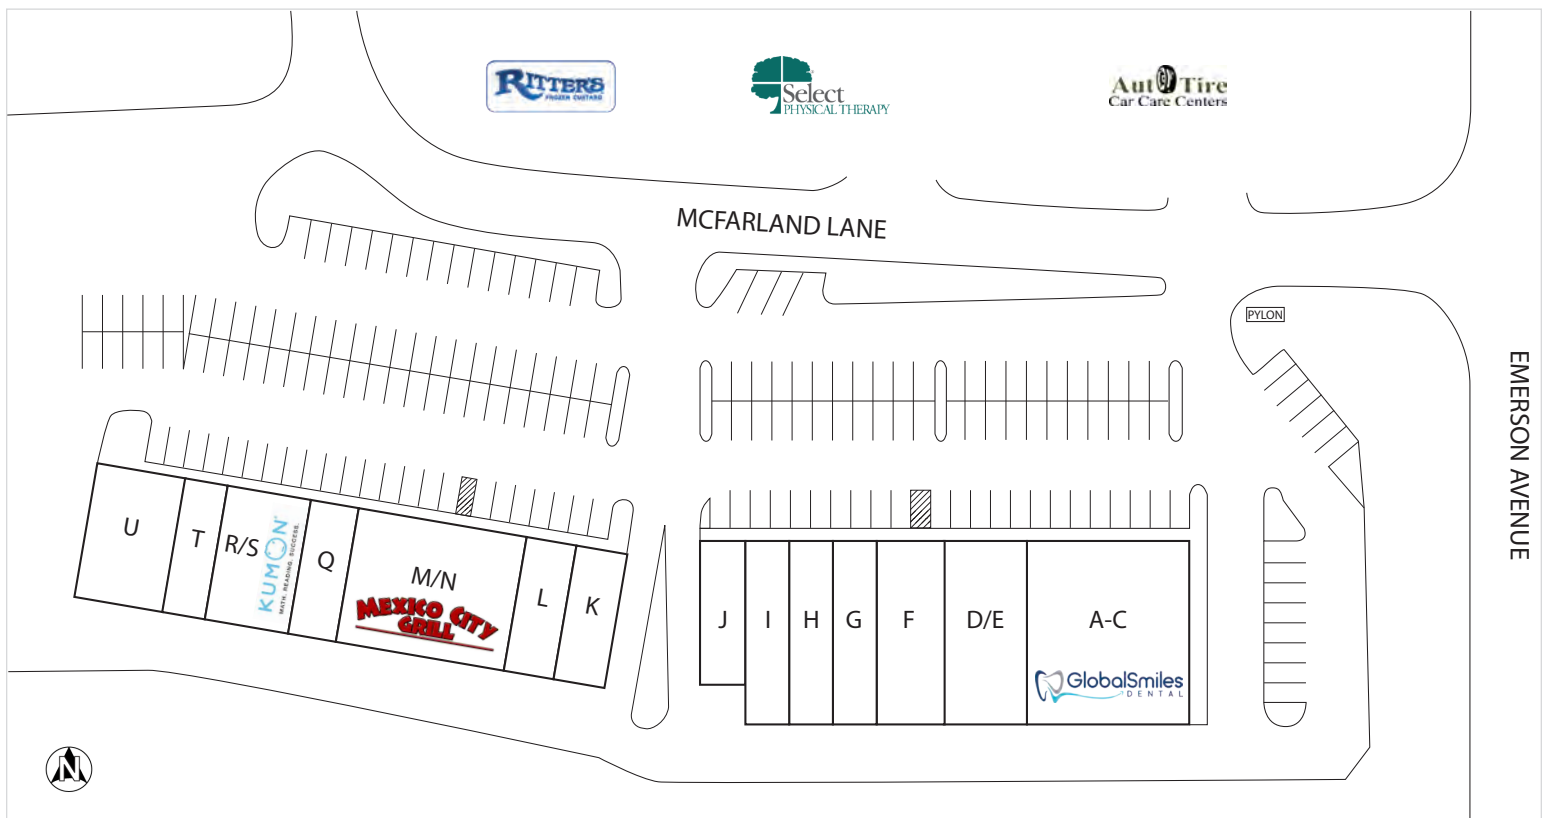 RITTER'S
FROZEN CUSTARD
Select
PHYSICAL THERAPY
Aut Tire
Car Care Centers
MCFARLAND LANE
PYLON
EMERSON AVENUE
U
T
R/S
KUMON
MATH. READING. SUCCESS.
Q
M/N
MEXICO CITY
GRILL
L
K
J
I
H
G
F
D/E
A-C
GlobalSmiles
DENTAL
N